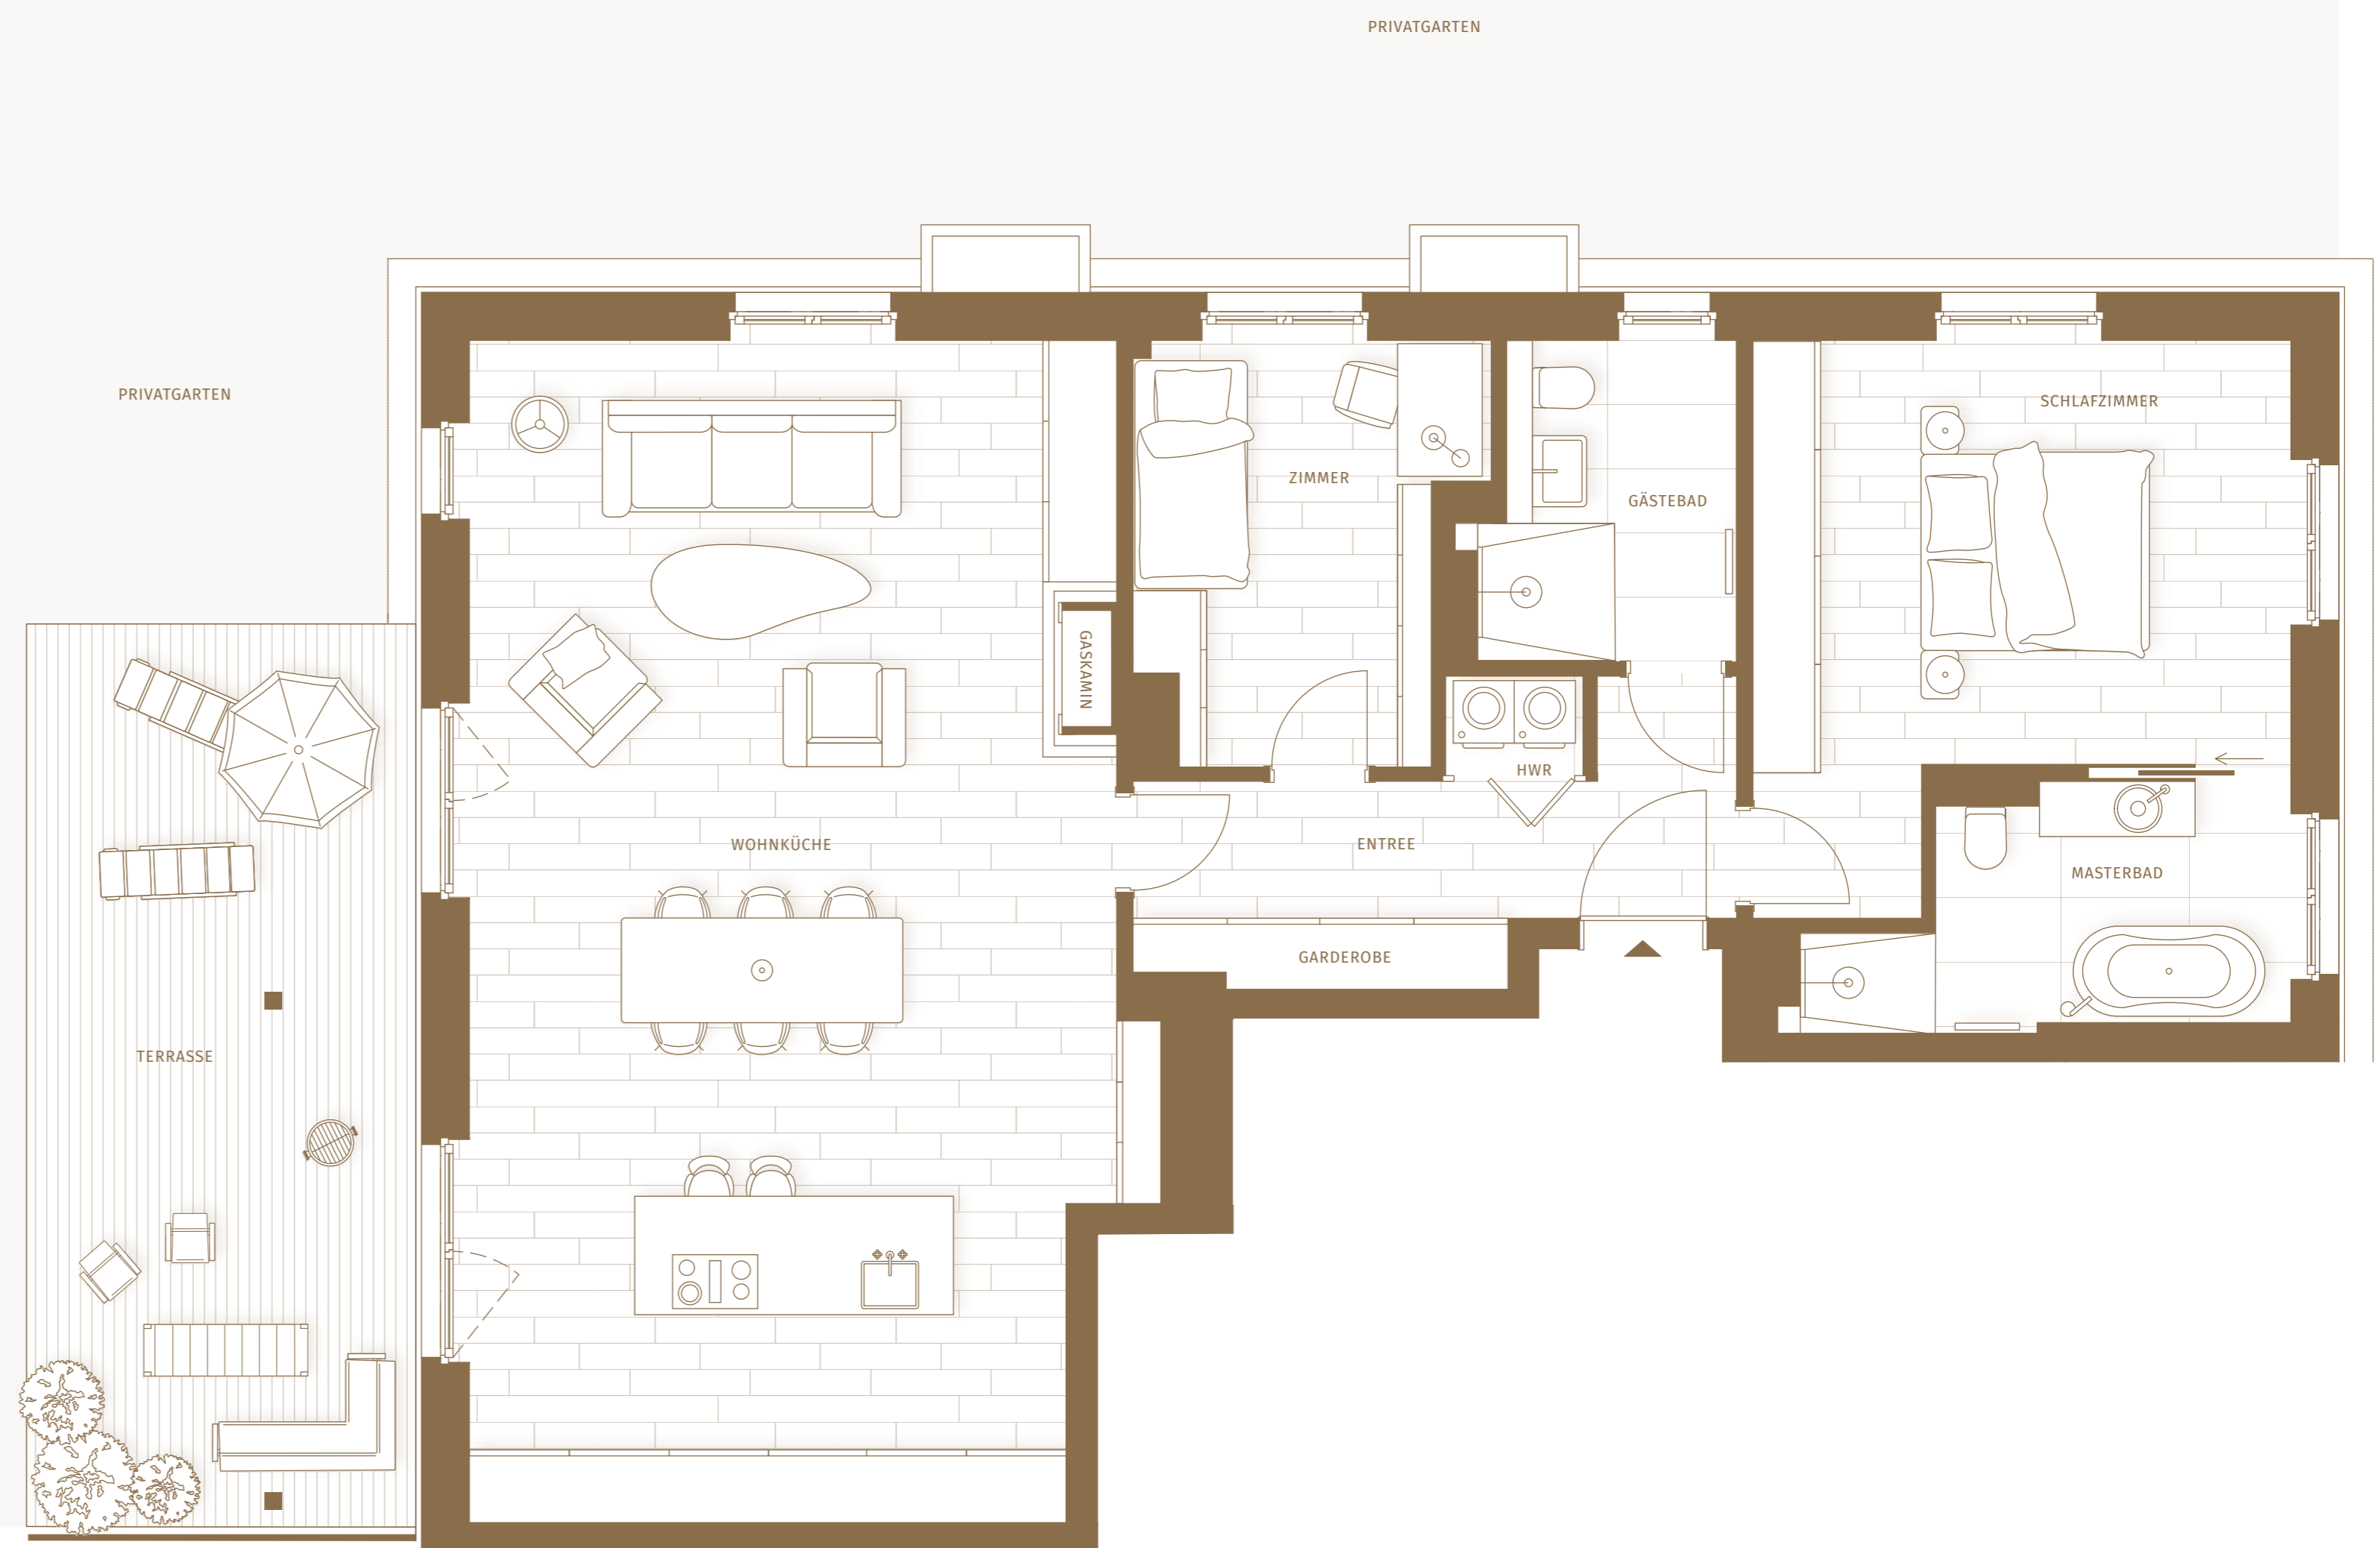 PRIVATGARTEN
PRIVATGARTEN
SCHLAFZIMMER
ZIMMER
GÄSTEBAD
GASKAMIN
HWR
WOHNKÜCHE
ENTREE
MASTERBAD
GARDEROBE
TERRASSE